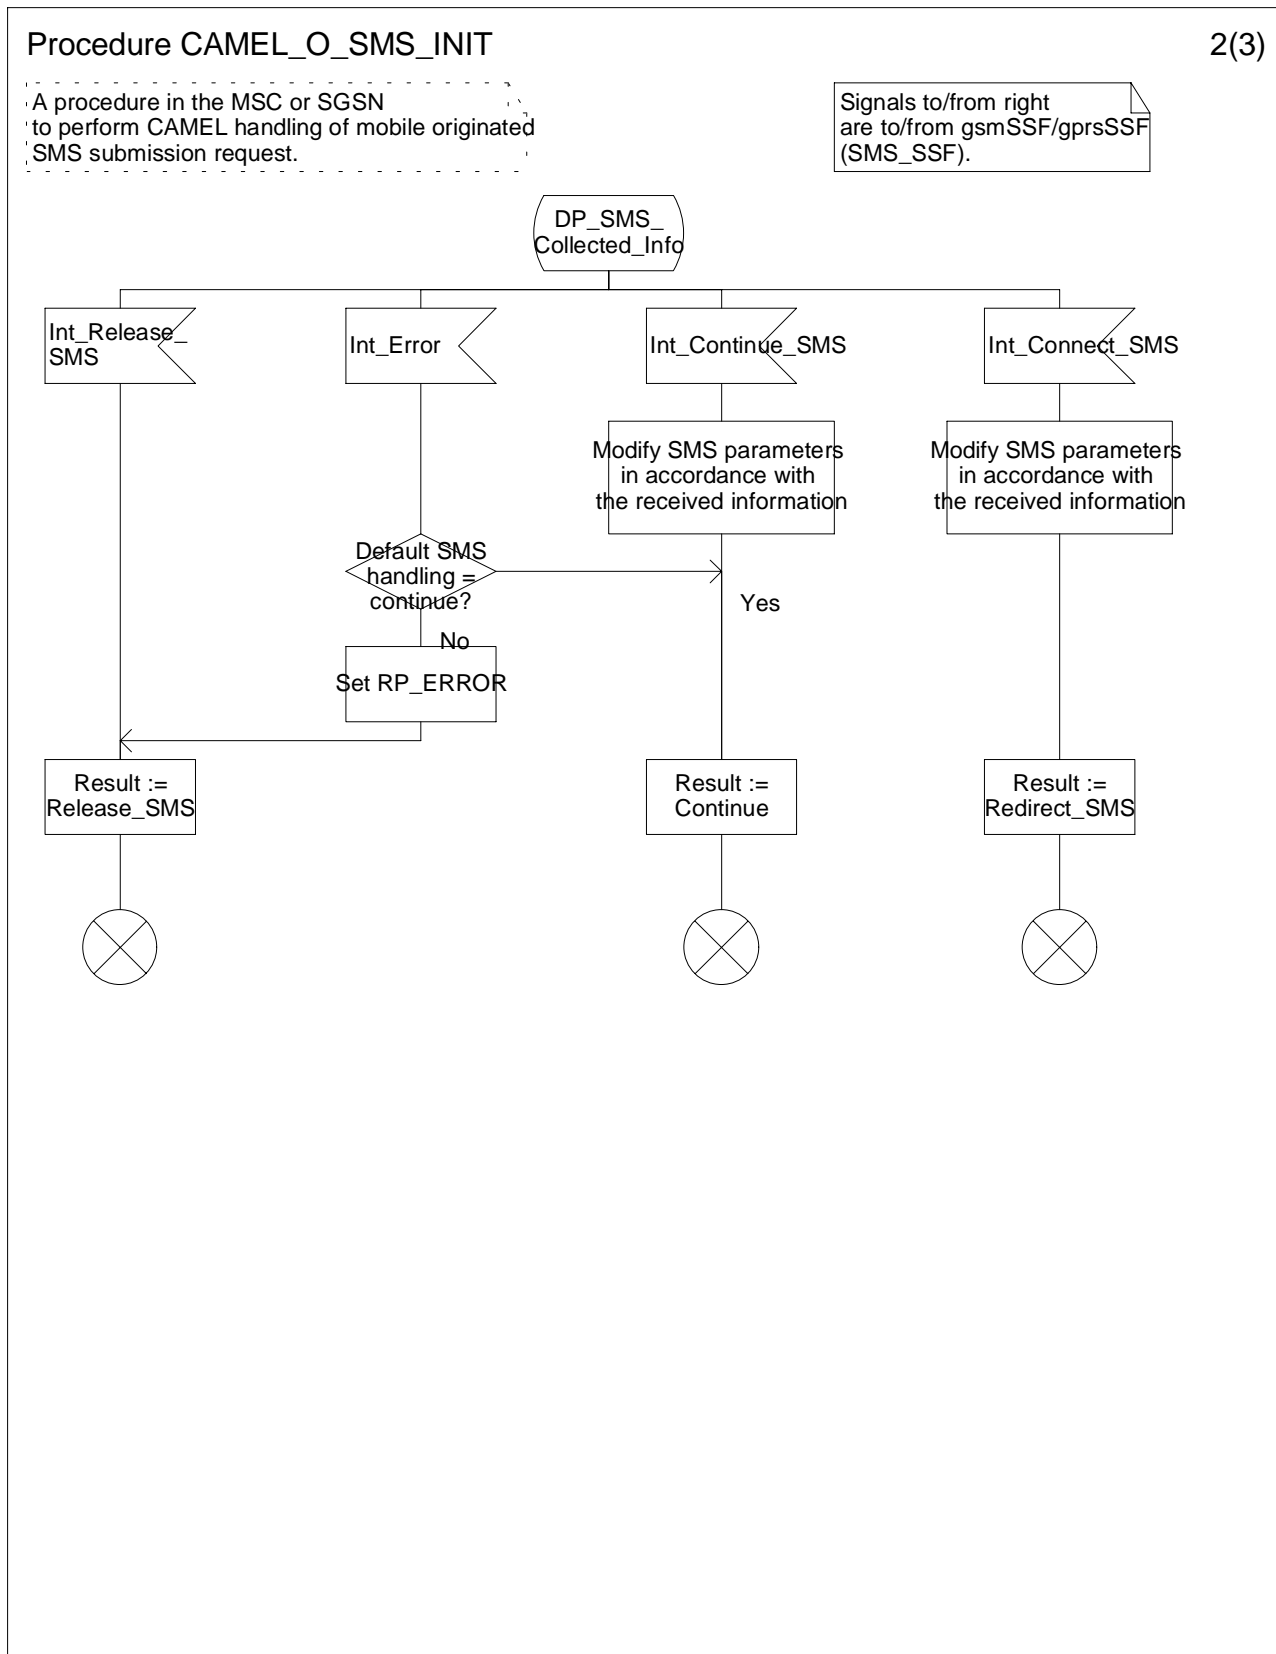 Procedure CAMEL_O_SMS_INIT
2(3)
A procedure in the MSC or SGSN
to perform CAMEL handling of mobile originated
SMS submission request.
Signals to/from right
are to/from gsmSSF/gprsSSF
(SMS_SSF).
DP_SMS_
Collected_Info
Int_Release_
SMS
Int_Error
Int_Continue_SMS
Int_Connect_SMS
Modify SMS parameters
in accordance with
the received information
Modify SMS parameters
in accordance with
the received information
Default SMS
handling =
continue?
Yes
No
Set RP_ERROR
Result :=
Release_SMS
Result :=
Continue
Result :=
Redirect_SMS